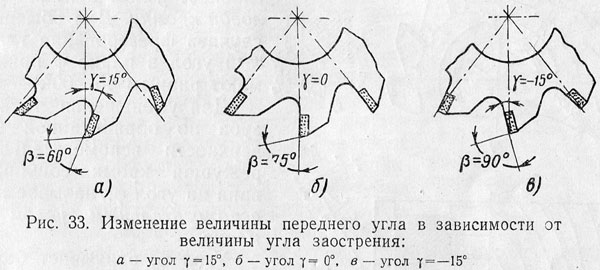 γ=15°
γ=0
γ=-15°
β=60°
β=75°
β=90°
а)
б)
в)
Рис. 33. Изменение величины переднего угла в зависимости от
величины угла заострения:
а — угол γ=15°, б — угол γ= 0°, в — угол γ=−15°